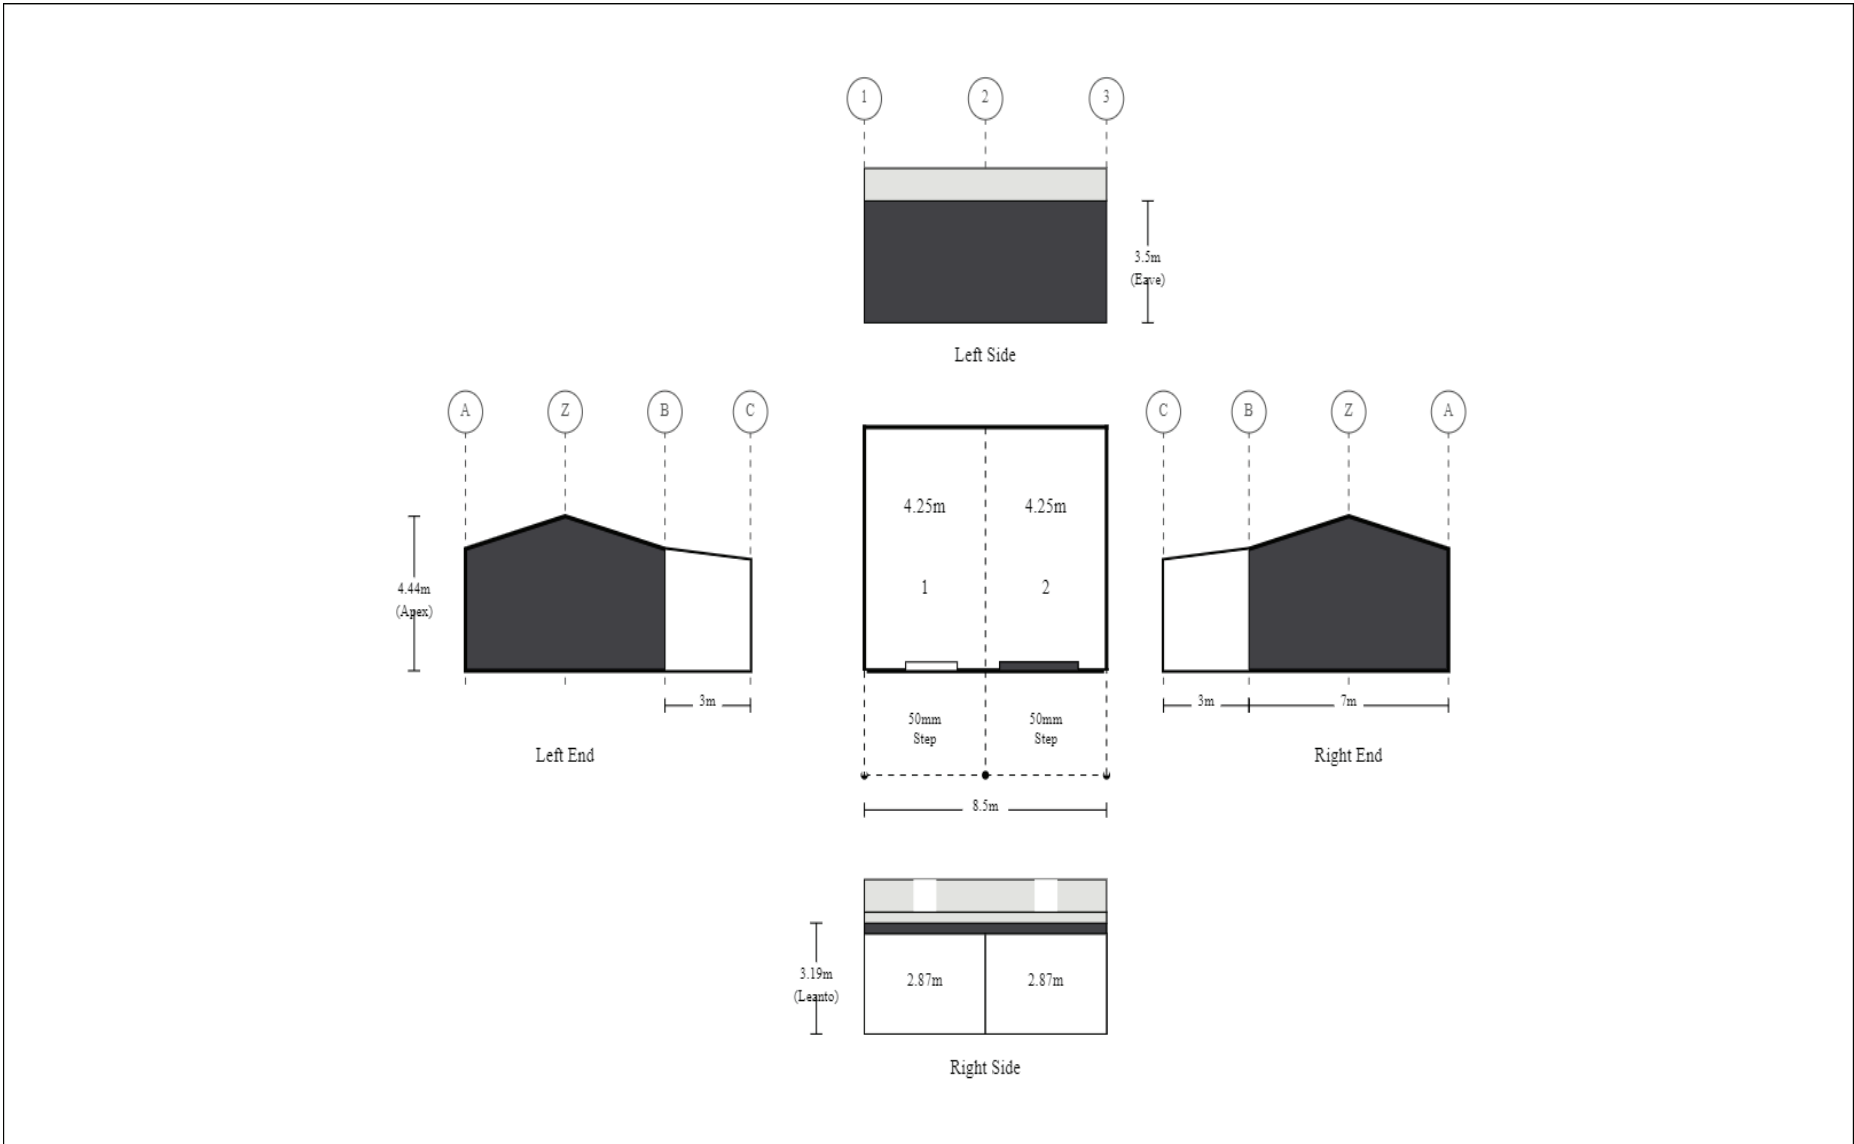 1 2 3
3.5m
(Eave)
Left Side
A Z B C
C B Z A
4.25m 4.25m
4.44m
(Apex)
1 2
3m
3m 7m
50mm 50mm
Step Step
Left End
Right End
8.5m
3.19m
(Leanto)
2.87m 2.87m
Right Side